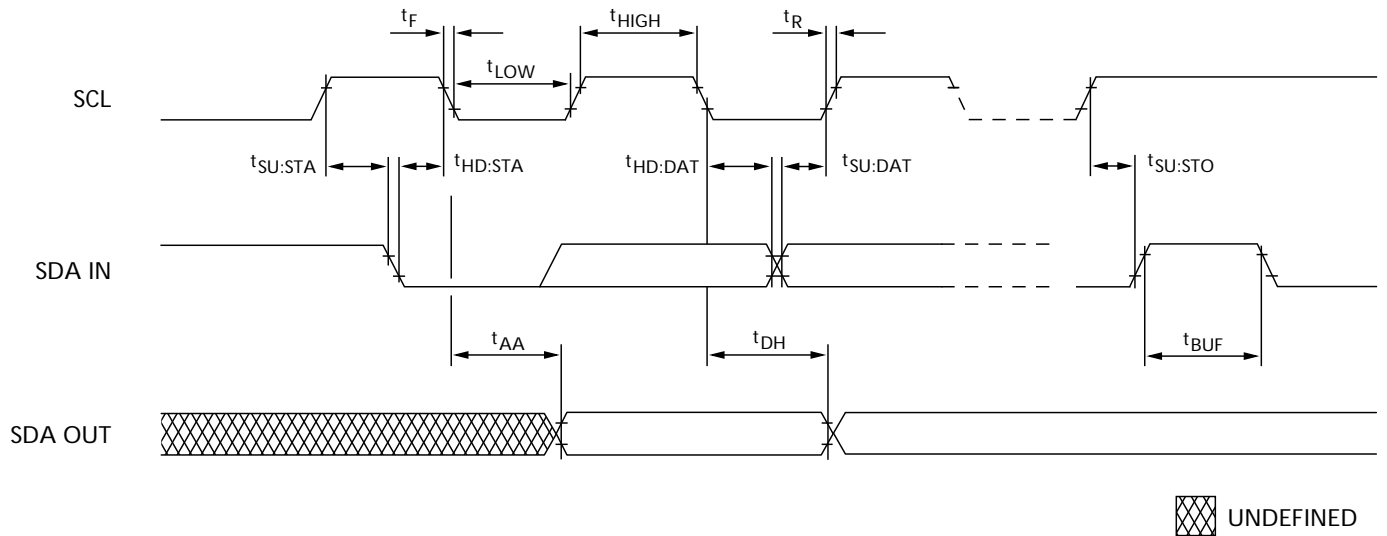 tF
tHIGH
tR
tLOW
SCL
tSU:STA
tHD:STA
tHD:DAT
tSU:DAT
tSU:STO
SDA IN
tAA
tDH
tBUF
SDA OUT
UNDEFINED